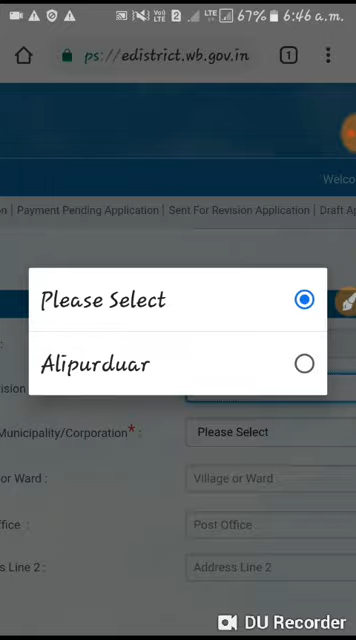 67% 6:46 a.m.
ps://edistrict.wb.gov.in 1
Welco
n | Payment Pending Application | Sent For Revision Application | Draft Ap
Please Select
Alipurduar
ision
Municipality/Corporation* : Please Select
or Ward : Village or Ward
ffice : Post Office
s Line 2 : Address Line 2
DU Recorder